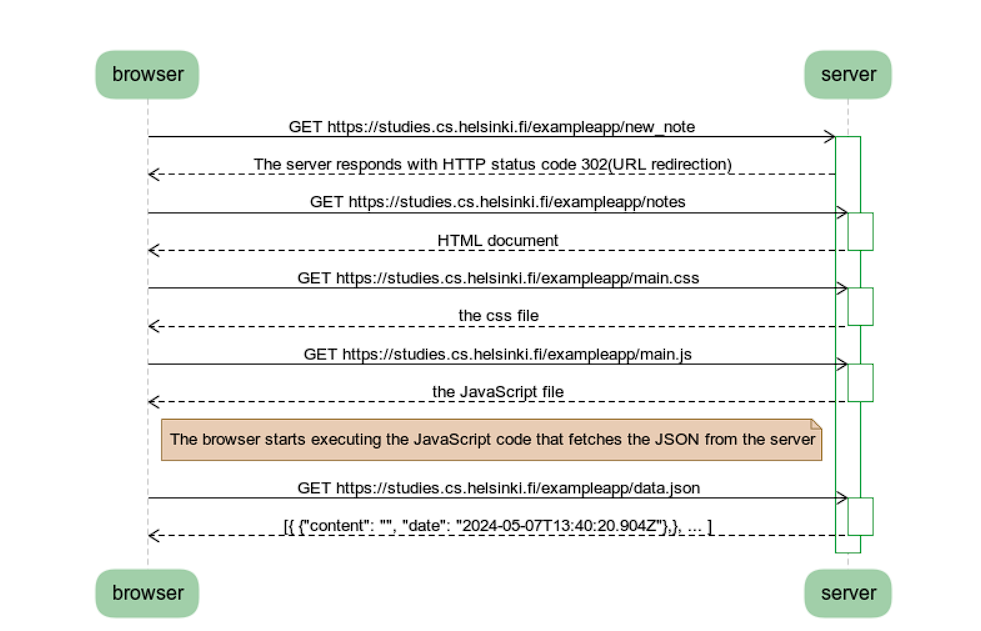 browser
server
GET https://studies.cs.helsinki.fi/exampleapp/new_note
The server responds with HTTP status code 302(URL redirection)
GET https://studies.cs.helsinki.fi/exampleapp/notes
HTML document
GET https://studies.cs.helsinki.fi/exampleapp/main.css
the css file
GET https://studies.cs.helsinki.fi/exampleapp/main.js
the JavaScript file
The browser starts executing the JavaScript code that fetches the JSON from the server
GET https://studies.cs.helsinki.fi/exampleapp/data.json
[{ {"content": "", "date": "2024-05-07T13:40:20.904Z"},}, ... ]
browser
server